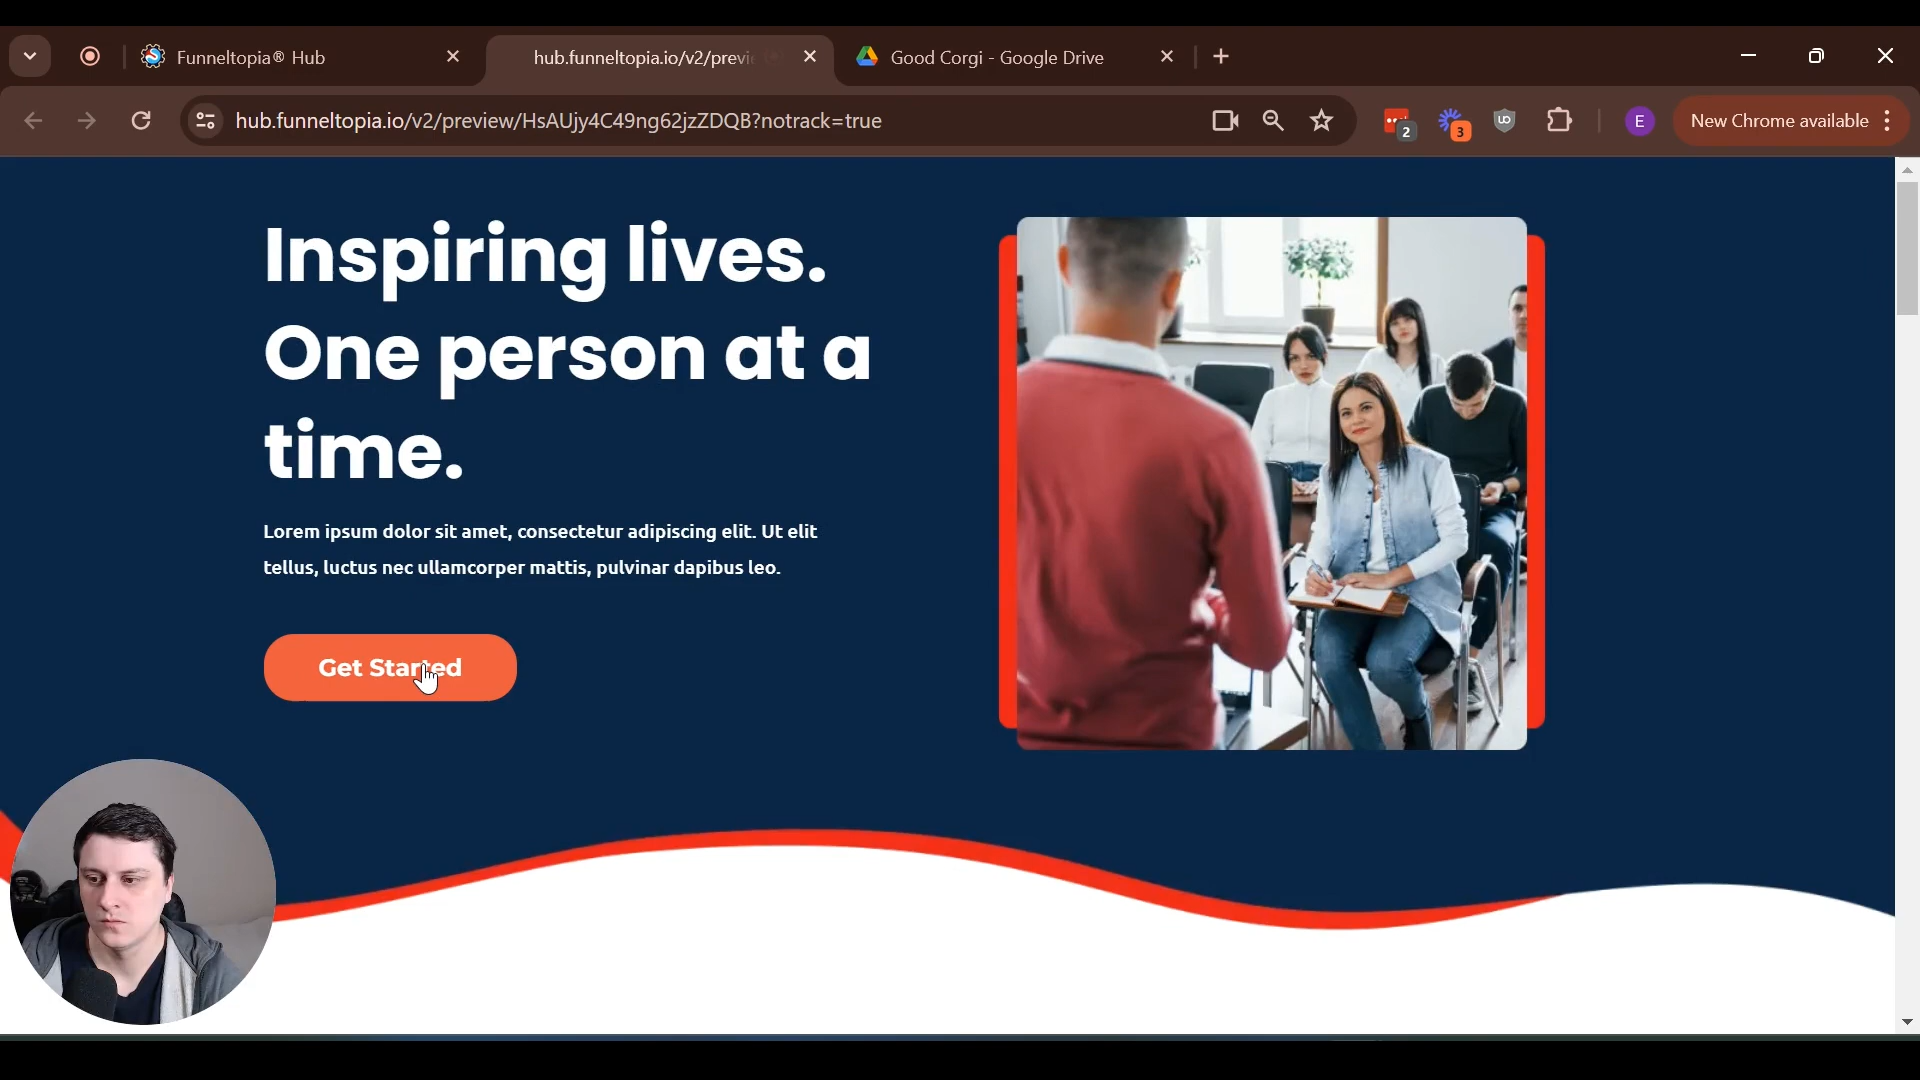 Funneltopia® Hub
hub.funneltopia.io/v2/previ
Good Corgi - Google Drive
hub.funneltopia.io/v2/preview/HsAUjy4C49ng62jzZDQB?notrack=true
2
3
E
New Chrome available
Inspiring lives.
One person at a
time.
Lorem ipsum dolor sit amet, consectetur adipiscing elit. Ut elit
tellus, luctus nec ullamcorper mattis, pulvinar dapibus leo.
Get Started